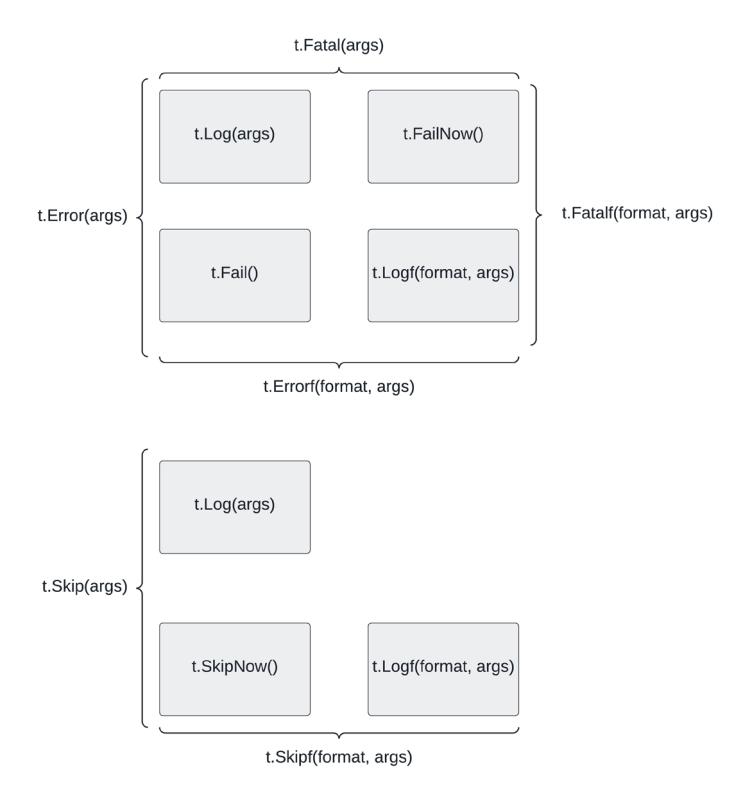 t.Fatal(args)
t.Log(args)
t.FailNow()
t.Error(args)
t.Fatalf(format, args)
t.Fail()
t.Logf(format, args)
t.Errorf(format, args)
t.Log(args)
t.Skip(args)
t.SkipNow()
t.Logf(format, args)
t.Skipf(format, args)